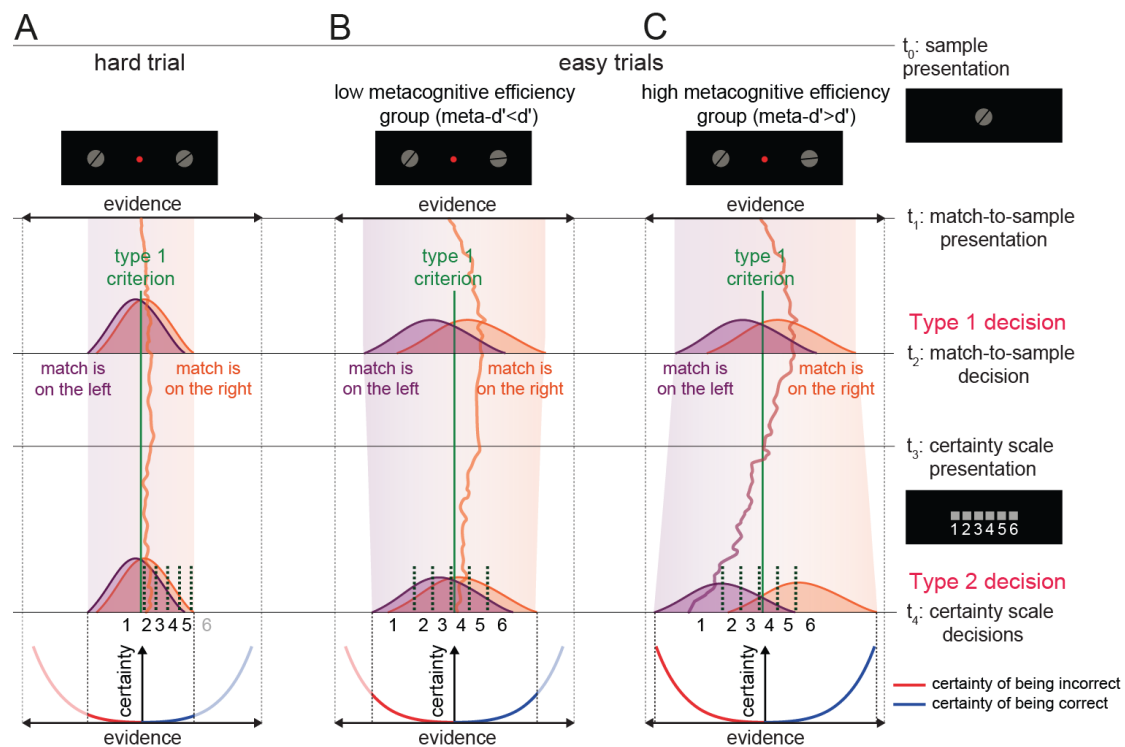 A
B
C
hard trial
easy trials
low metacognitive efficiency
group (meta-d'<d')
high metacognitive efficiency
group (meta-d'>d')
t0: sample
presentation
evidence
evidence
evidence
t1: match-to-sample
presentation
type 1
criterion
type 1
criterion
type 1
criterion
Type 1 decision
t2: match-to-sample
decision
match is
on the left
match is
on the right
match is
on the left
match is
on the right
match is
on the left
match is
on the right
t3: certainty scale
presentation
1 2 3 4 5 6
Type 2 decision
t4: certainty scale
decisions
1 2 3 4 5 6
1 2 3 4 5 6
1 2 3 4 5 6
certainty
certainty
certainty
certainty of being incorrect
certainty of being correct
evidence
evidence
evidence